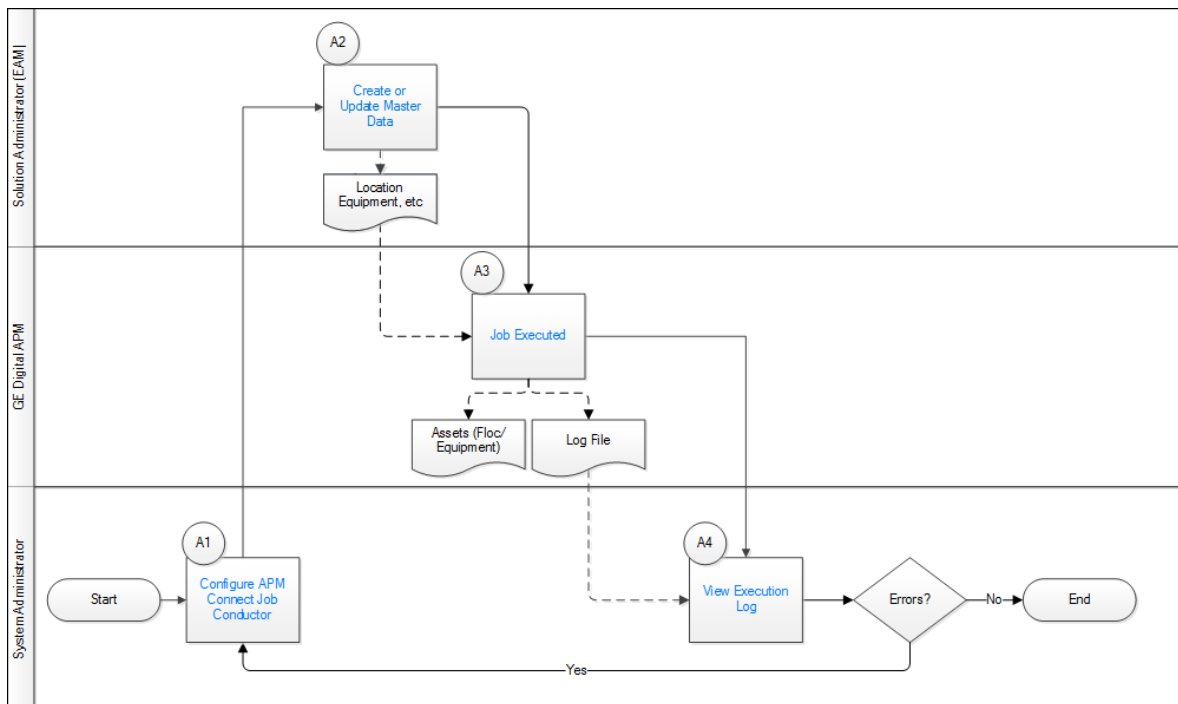 Solution Administrator (EAM)
A2
Create or
Update Master
Data
Location
Equipment, etc
GE Digital APM
A3
Job Executed
Assets (Floc/
Equipment)
Log File
SystemAdministrator
Start
A1
Configure APM
Connect Job
Conductor
A4
View Execution
Log
Errors?
No
End
Yes